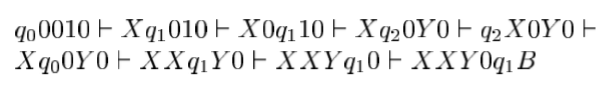 q₀0010 ⊢ Xq₁010 ⊢ X0q₁10 ⊢ Xq₂0Y0 ⊢ q₂X0Y0 ⊢
Xq₀0Y0 ⊢ XXq₁Y0 ⊢ XXYq₁0 ⊢ XXY0q₁B